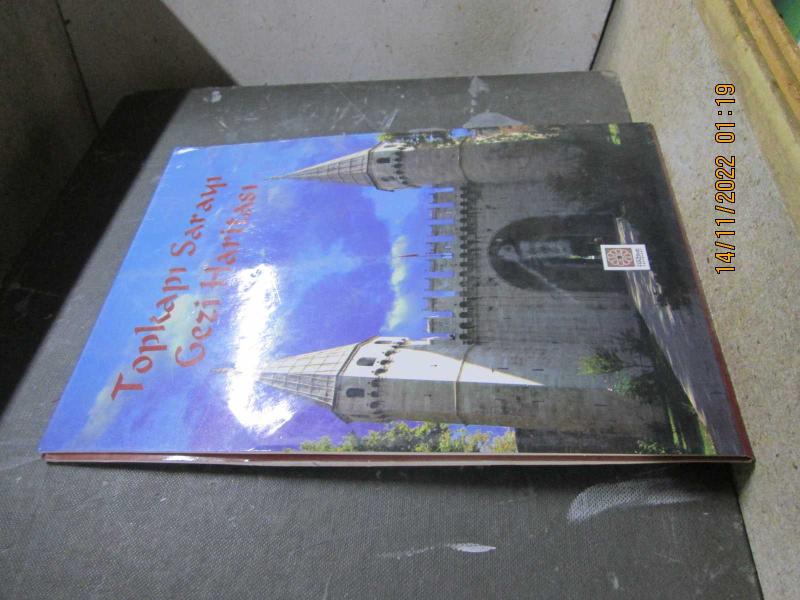 Topkapı Sarayı
Gezi Haritası
14/11/2022 01:19